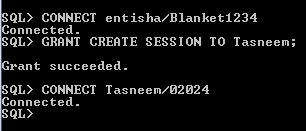 SQL> CONNECT entisha/Blanket1234
Connected.
SQL> GRANT CREATE SESSION TO Tasneem;
Grant succeeded.
SQL> CONNECT Tasneem/02024
Connected.
SQL>